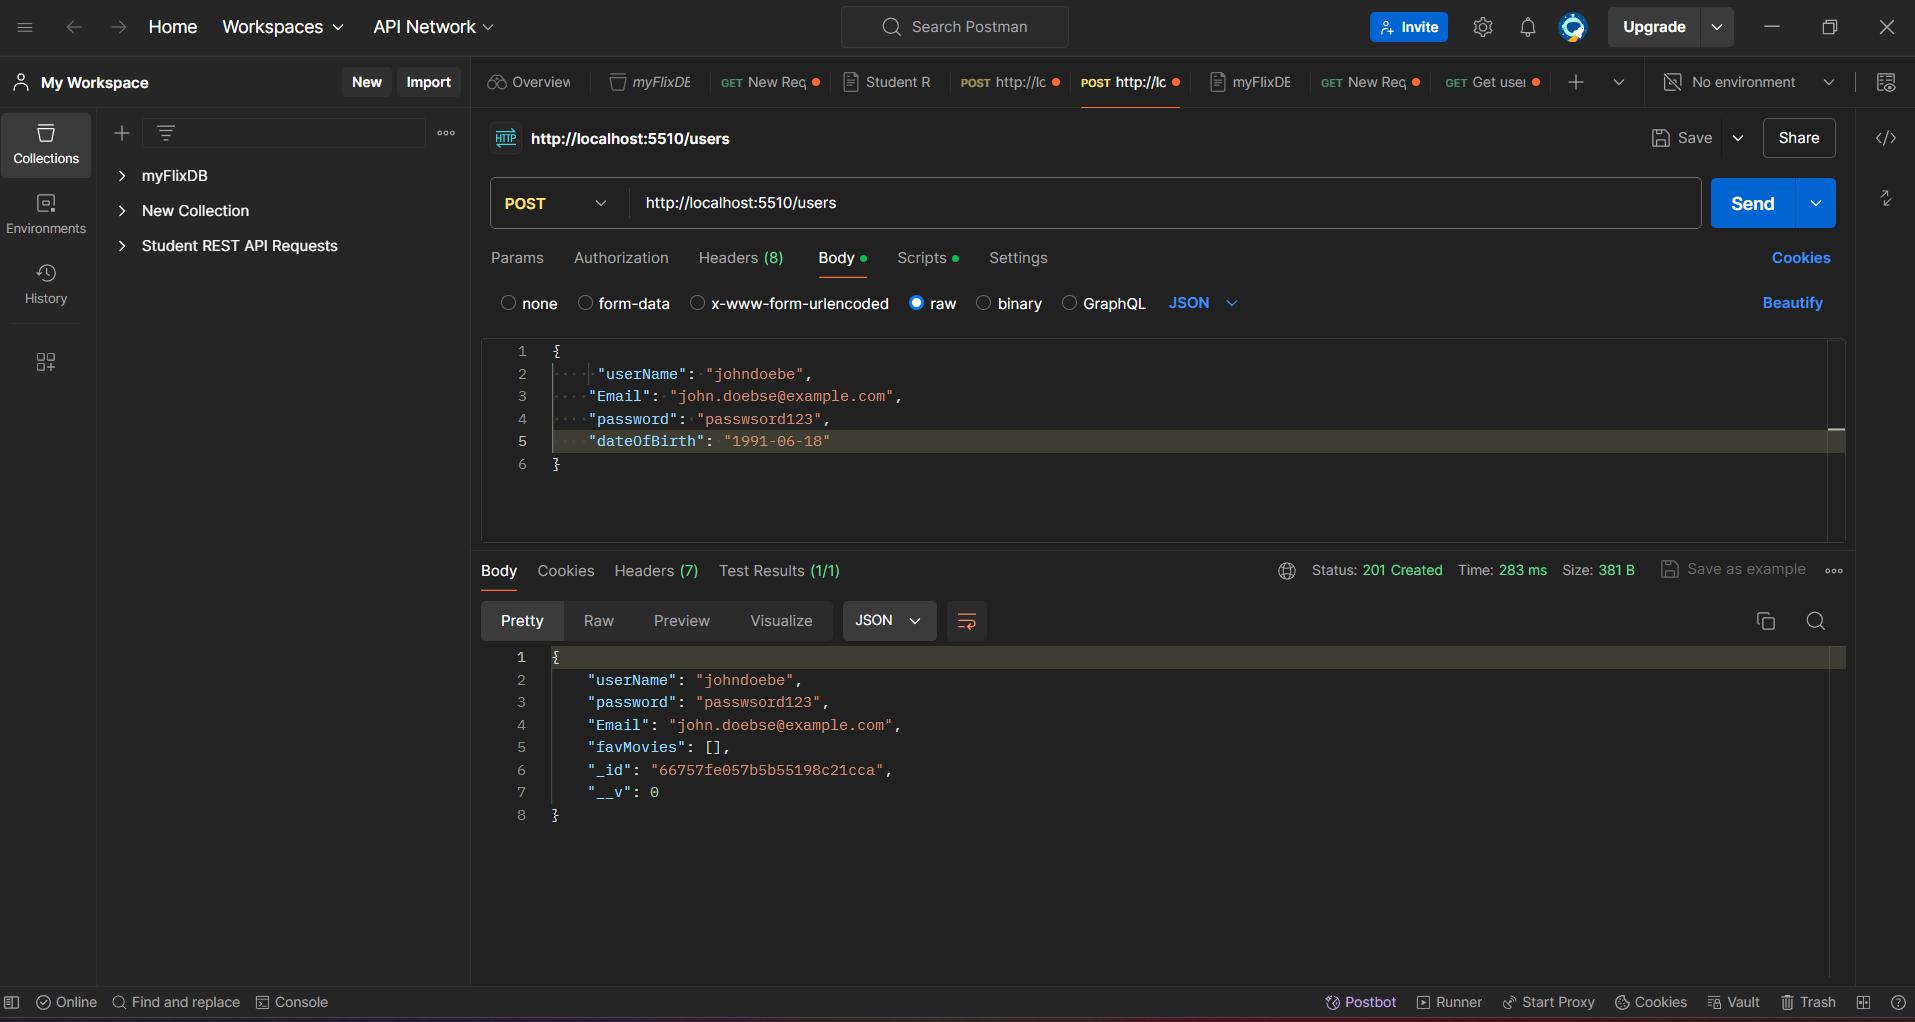 Home Workspaces API Network Search Postman Invite Upgrade
My Workspace New Import Overview myFlixDB GET New Req Student R POST http://lc POST http://lc myFlixDB GET New Req GET Get user No environment
HTTP http://localhost:5510/users Save Share
Collections
myFlixDB
New Collection
Student REST API Requests
Environments
History
POST http://localhost:5510/users Send
Params Authorization Headers (8) Body Scripts Settings Cookies
none form-data x-www-form-urlencoded raw binary GraphQL JSON Beautify
1 {
2 "userName": "johndoebe",
3 "Email": "john.doebse@example.com",
4 "password": "passwsord123",
5 "dateOfBirth": "1991-06-18"
6 }
Body Cookies Headers (7) Test Results (1/1) Status: 201 Created Time: 283 ms Size: 381 B Save as example
Pretty Raw Preview Visualize JSON
1 {
2 "userName": "johndoebe",
3 "password": "passwsord123",
4 "Email": "john.doebse@example.com",
5 "favMovies": [],
6 "_id": "66757fe057b5b55198c21cca",
7 "__v": 0
8 }
Online Find and replace Console Postbot Runner Start Proxy Cookies Vault Trash